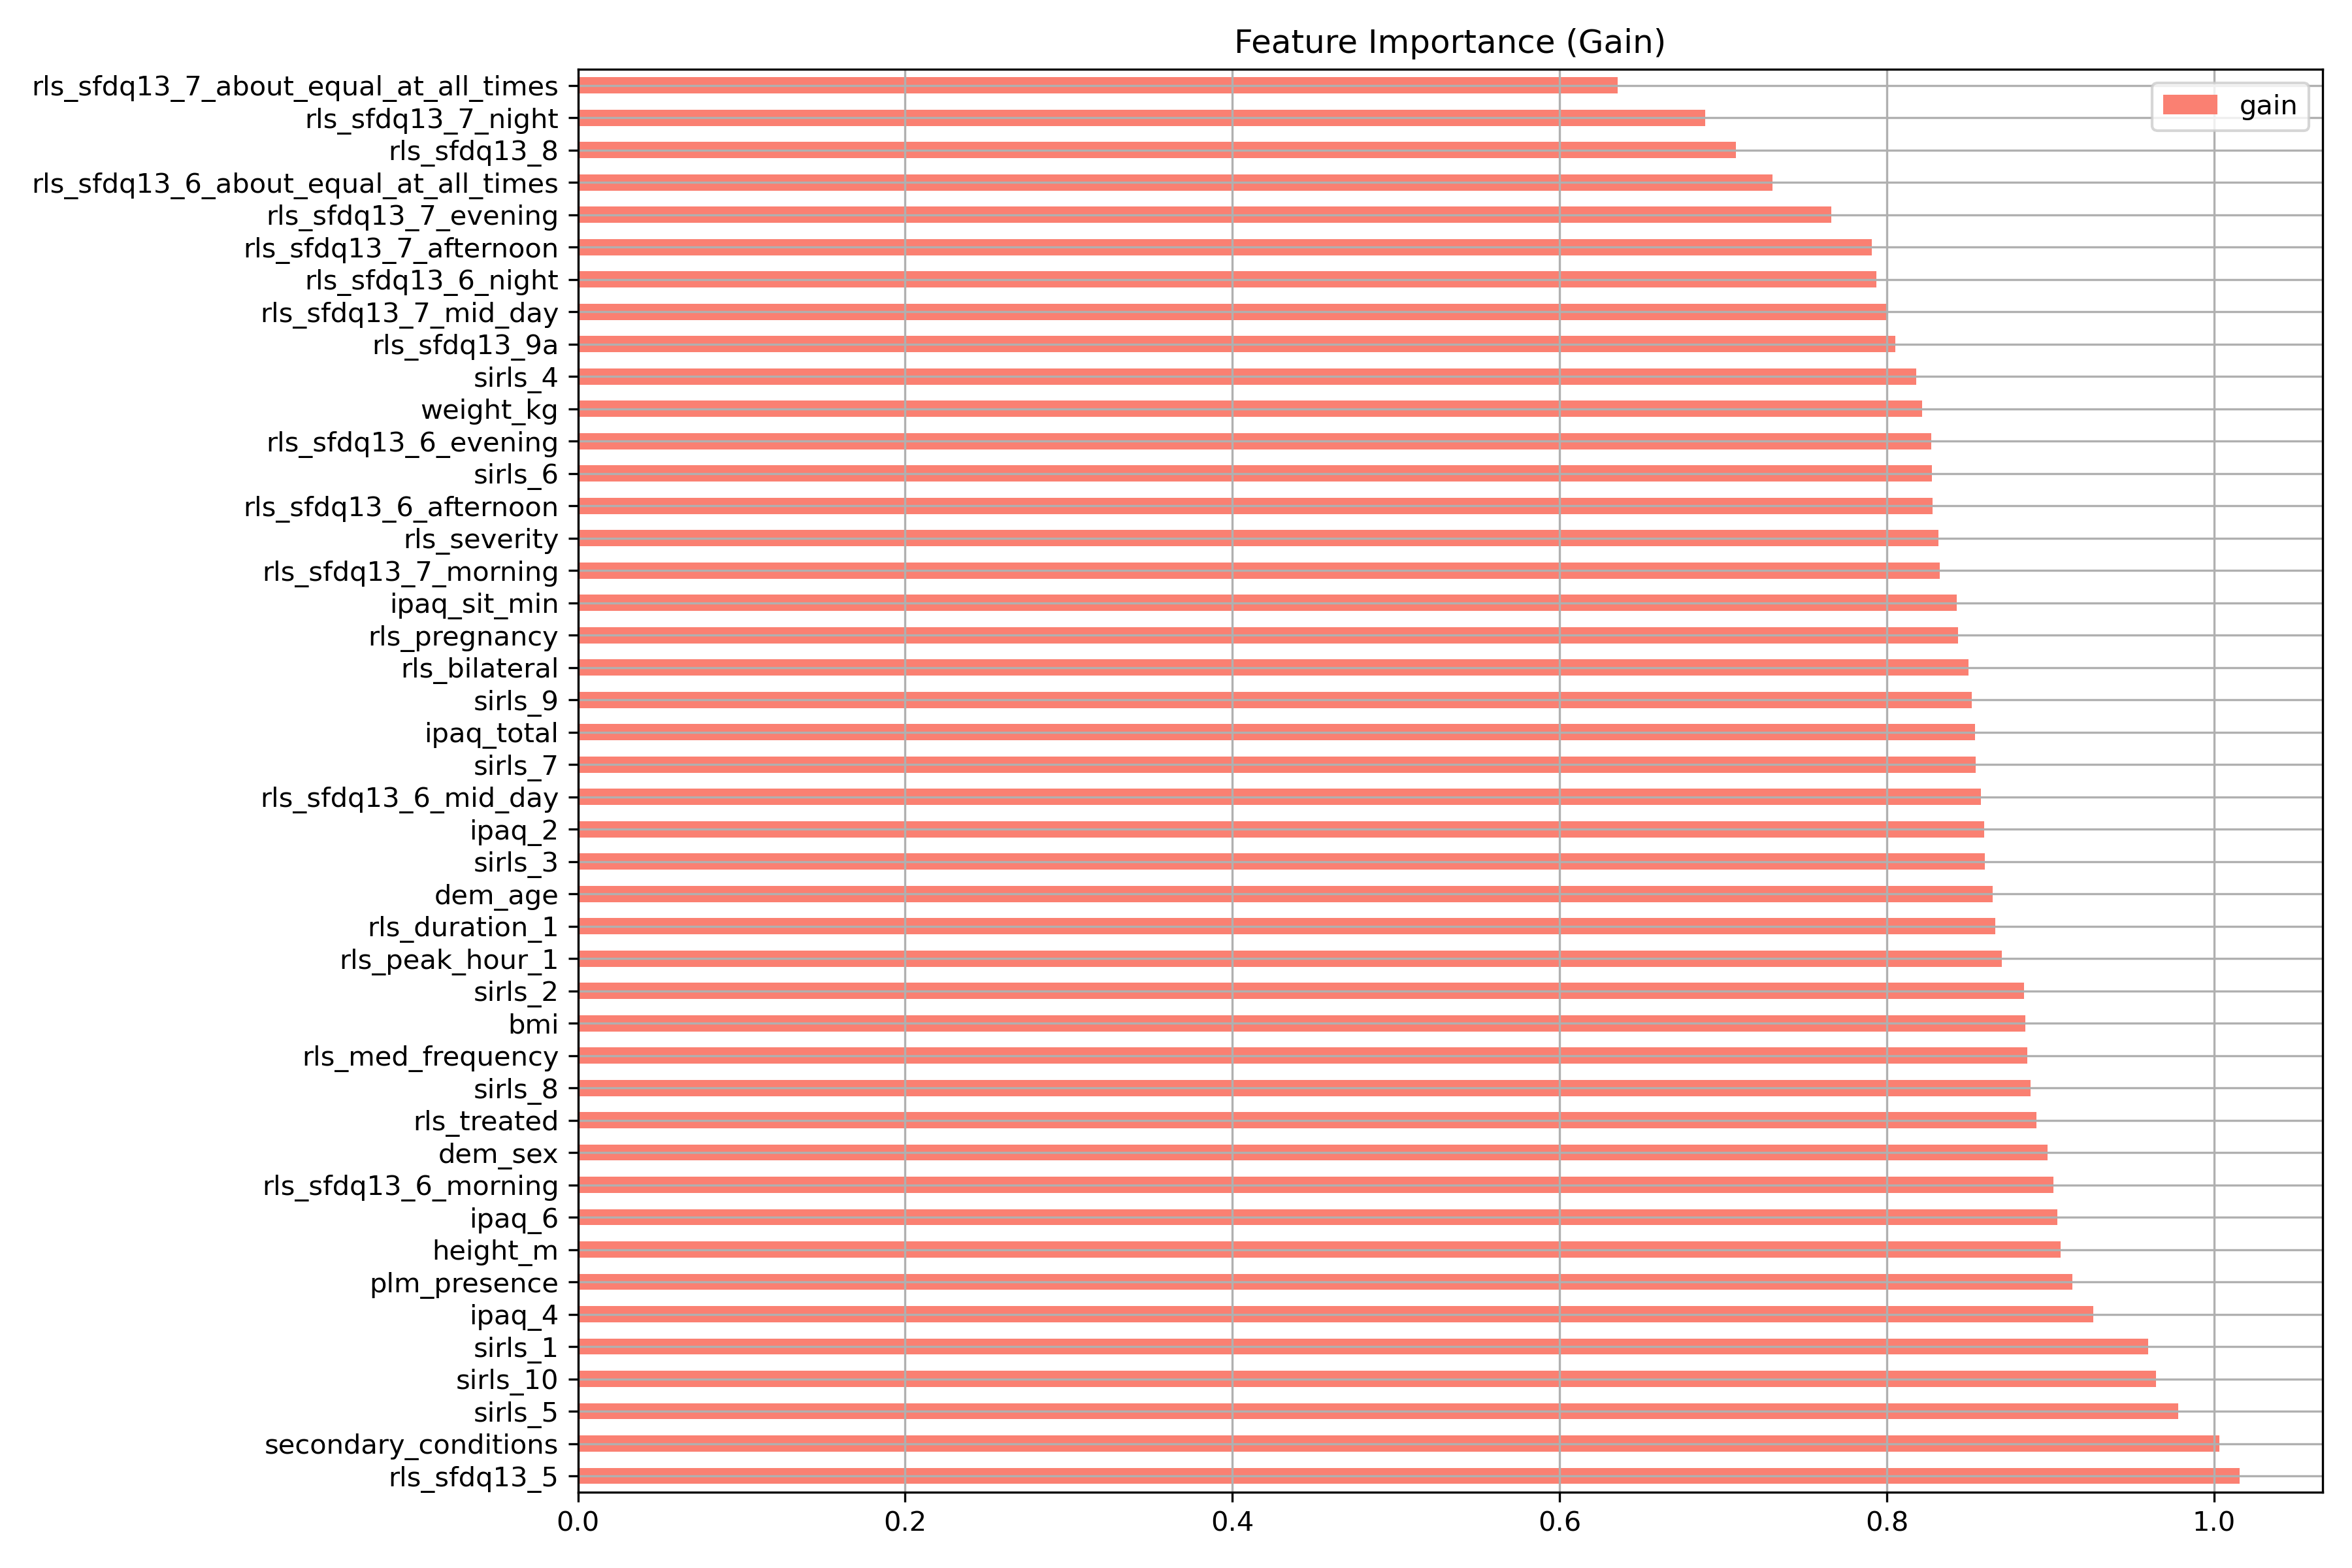 Feature Importance (Gain)
gain
rls_sfdq13_7_about_equal_at_all_times
rls_sfdq13_7_night
rls_sfdq13_8
rls_sfdq13_6_about_equal_at_all_times
rls_sfdq13_7_evening
rls_sfdq13_7_afternoon
rls_sfdq13_6_night
rls_sfdq13_7_mid_day
rls_sfdq13_9a
sirls_4
weight_kg
rls_sfdq13_6_evening
sirls_6
rls_sfdq13_6_afternoon
rls_severity
rls_sfdq13_7_morning
ipaq_sit_min
rls_pregnancy
rls_bilateral
sirls_9
ipaq_total
sirls_7
rls_sfdq13_6_mid_day
ipaq_2
sirls_3
dem_age
rls_duration_1
rls_peak_hour_1
sirls_2
bmi
rls_med_frequency
sirls_8
rls_treated
dem_sex
rls_sfdq13_6_morning
ipaq_6
height_m
plm_presence
ipaq_4
sirls_1
sirls_10
sirls_5
secondary_conditions
rls_sfdq13_5
0.0 0.2 0.4 0.6 0.8 1.0